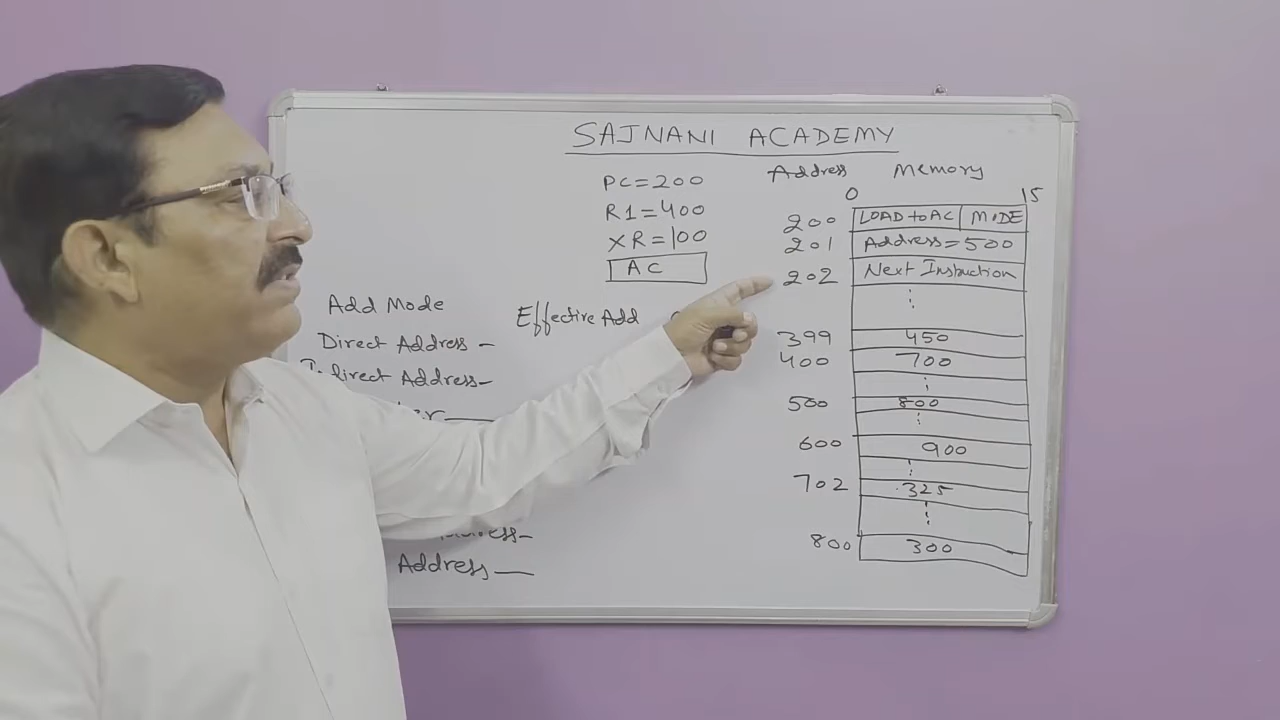 SAJNANI ACADEMY
PC=200
R1=400
XR=100
AC
Address Memory
0 15
200 LOAD to AC MODE
201 Address=500
202 Next Instruction
399 450
400 700
500 800
600 900
702 325
800 300
Add Mode Effective Add
Direct Address -
Address-
Address